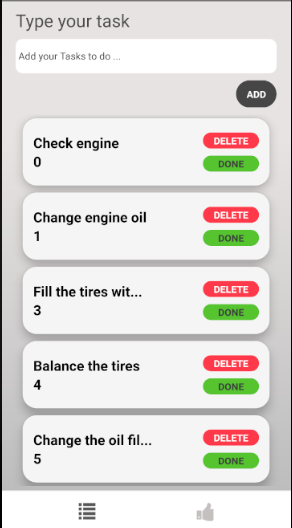 Type your task
Add your Tasks to do ...
ADD
Check engine
0
DELETE
DONE
Change engine oil
1
DELETE
DONE
Fill the tires wit...
3
DELETE
DONE
Balance the tires
4
DELETE
DONE
Change the oil fil...
5
DELETE
DONE